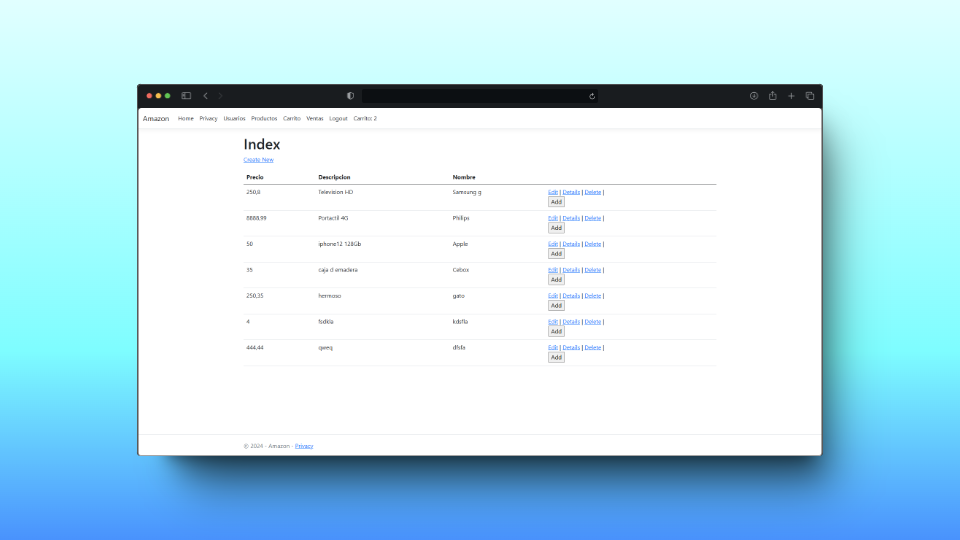 Amazon Home Privacy Usuarios Productos Carrito Ventas Logout Carrito: 2
Index
Create New
Precio Descripcion Nombre
250,8 Television HD Samsung g Edit | Details | Delete |
Add
8888,99 Portactil 4G Philips Edit | Details | Delete |
Add
50 iphone12 128Gb Apple Edit | Details | Delete |
Add
35 caja d emadera Cebox Edit | Details | Delete |
Add
250,35 hermoso gato Edit | Details | Delete |
Add
4 fsdkla kdsfla Edit | Details | Delete |
Add
444,44 qweq dfsfa Edit | Details | Delete |
Add
© 2024 - Amazon - Privacy